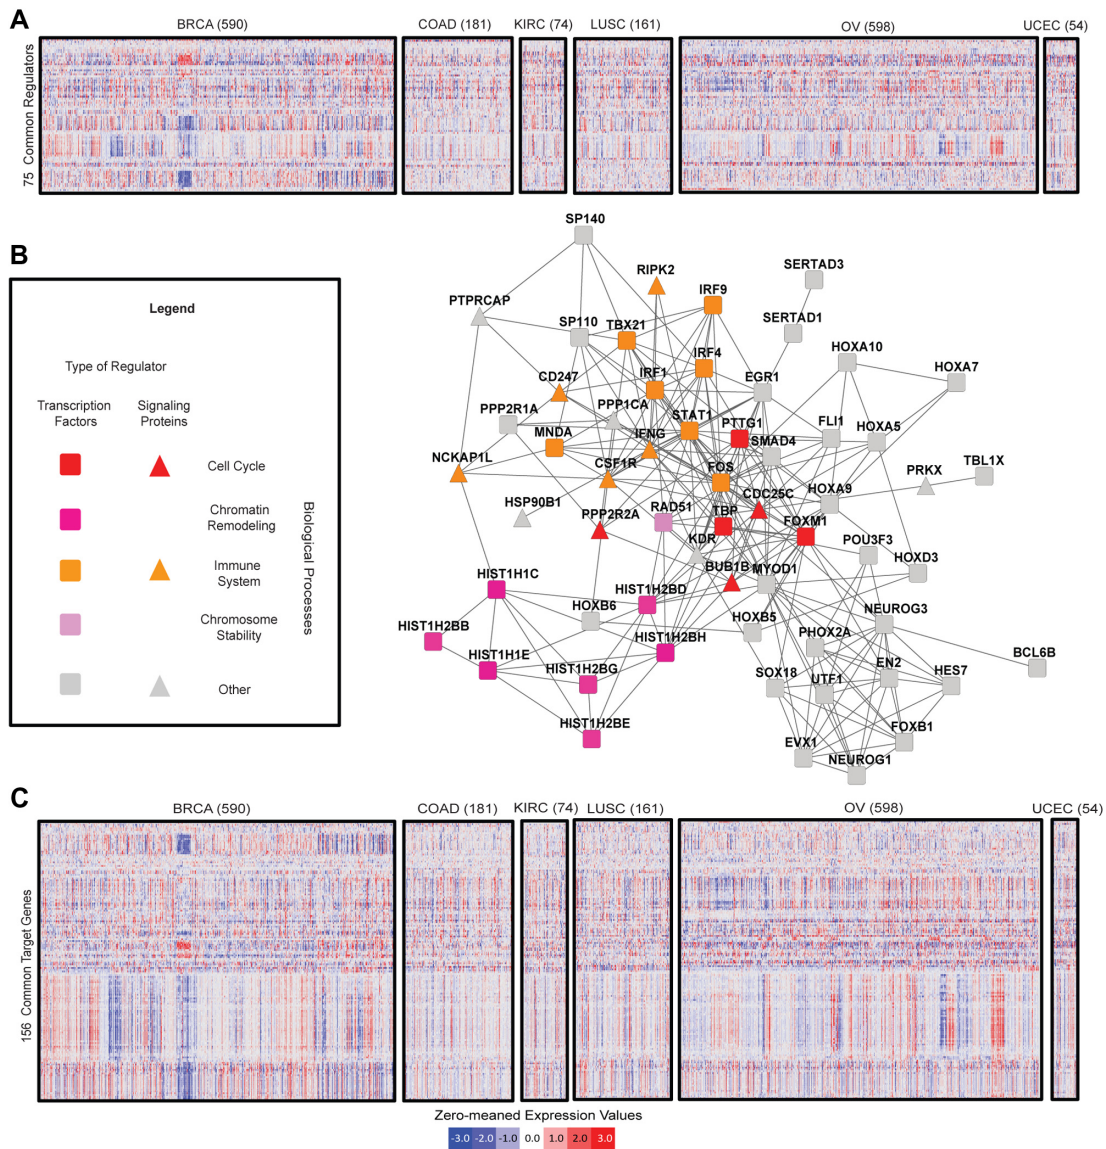 A
BRCA (590)
COAD (181)
KIRC (74)
LUSC (161)
OV (598)
UCEC (54)
75 Common Regulators
B
Legend
Type of Regulator
Transcription
Factors
Signaling
Proteins
Cell Cycle
Chromatin
Remodeling
Immune
System
Chromosome
Stability
Other
Biological Processes
SP140
RIPK2
SERTAD3
IRF9
PTPRCAP
SP110
TBX21
SERTAD1
IRF4
HOXA10
HOXA7
CD247
IRF1
EGR1
PPP2R1A
PPP1CA
STAT1
PTTG1
FLI1
HOXA5
MNDA
IFNG
SMAD4
NCKAP1L
CSF1R
FOS
TBL1X
PRKX
HSP90B1
CDC25C
HOXA9
PPP2R2A
RAD51
TBP
FOXM1
KDR
POU3F3
HOXD3
BUB1B
MYOD1
HIST1H1C
HIST1H2BD
HOXB6
NEUROG3
HIST1H2BB
HOXB5
PHOX2A
HIST1H2BH
BCL6B
HIST1H1E
HIST1H2BG
SOX18
UTF1
EN2
HES7
HIST1H2BE
FOXB1
EVX1
NEUROG1
C
BRCA (590)
COAD (181)
KIRC (74)
LUSC (161)
OV (598)
UCEC (54)
156 Common Target Genes
Zero-meaned Expression Values
-3.0 -2.0 -1.0 0.0 1.0 2.0 3.0